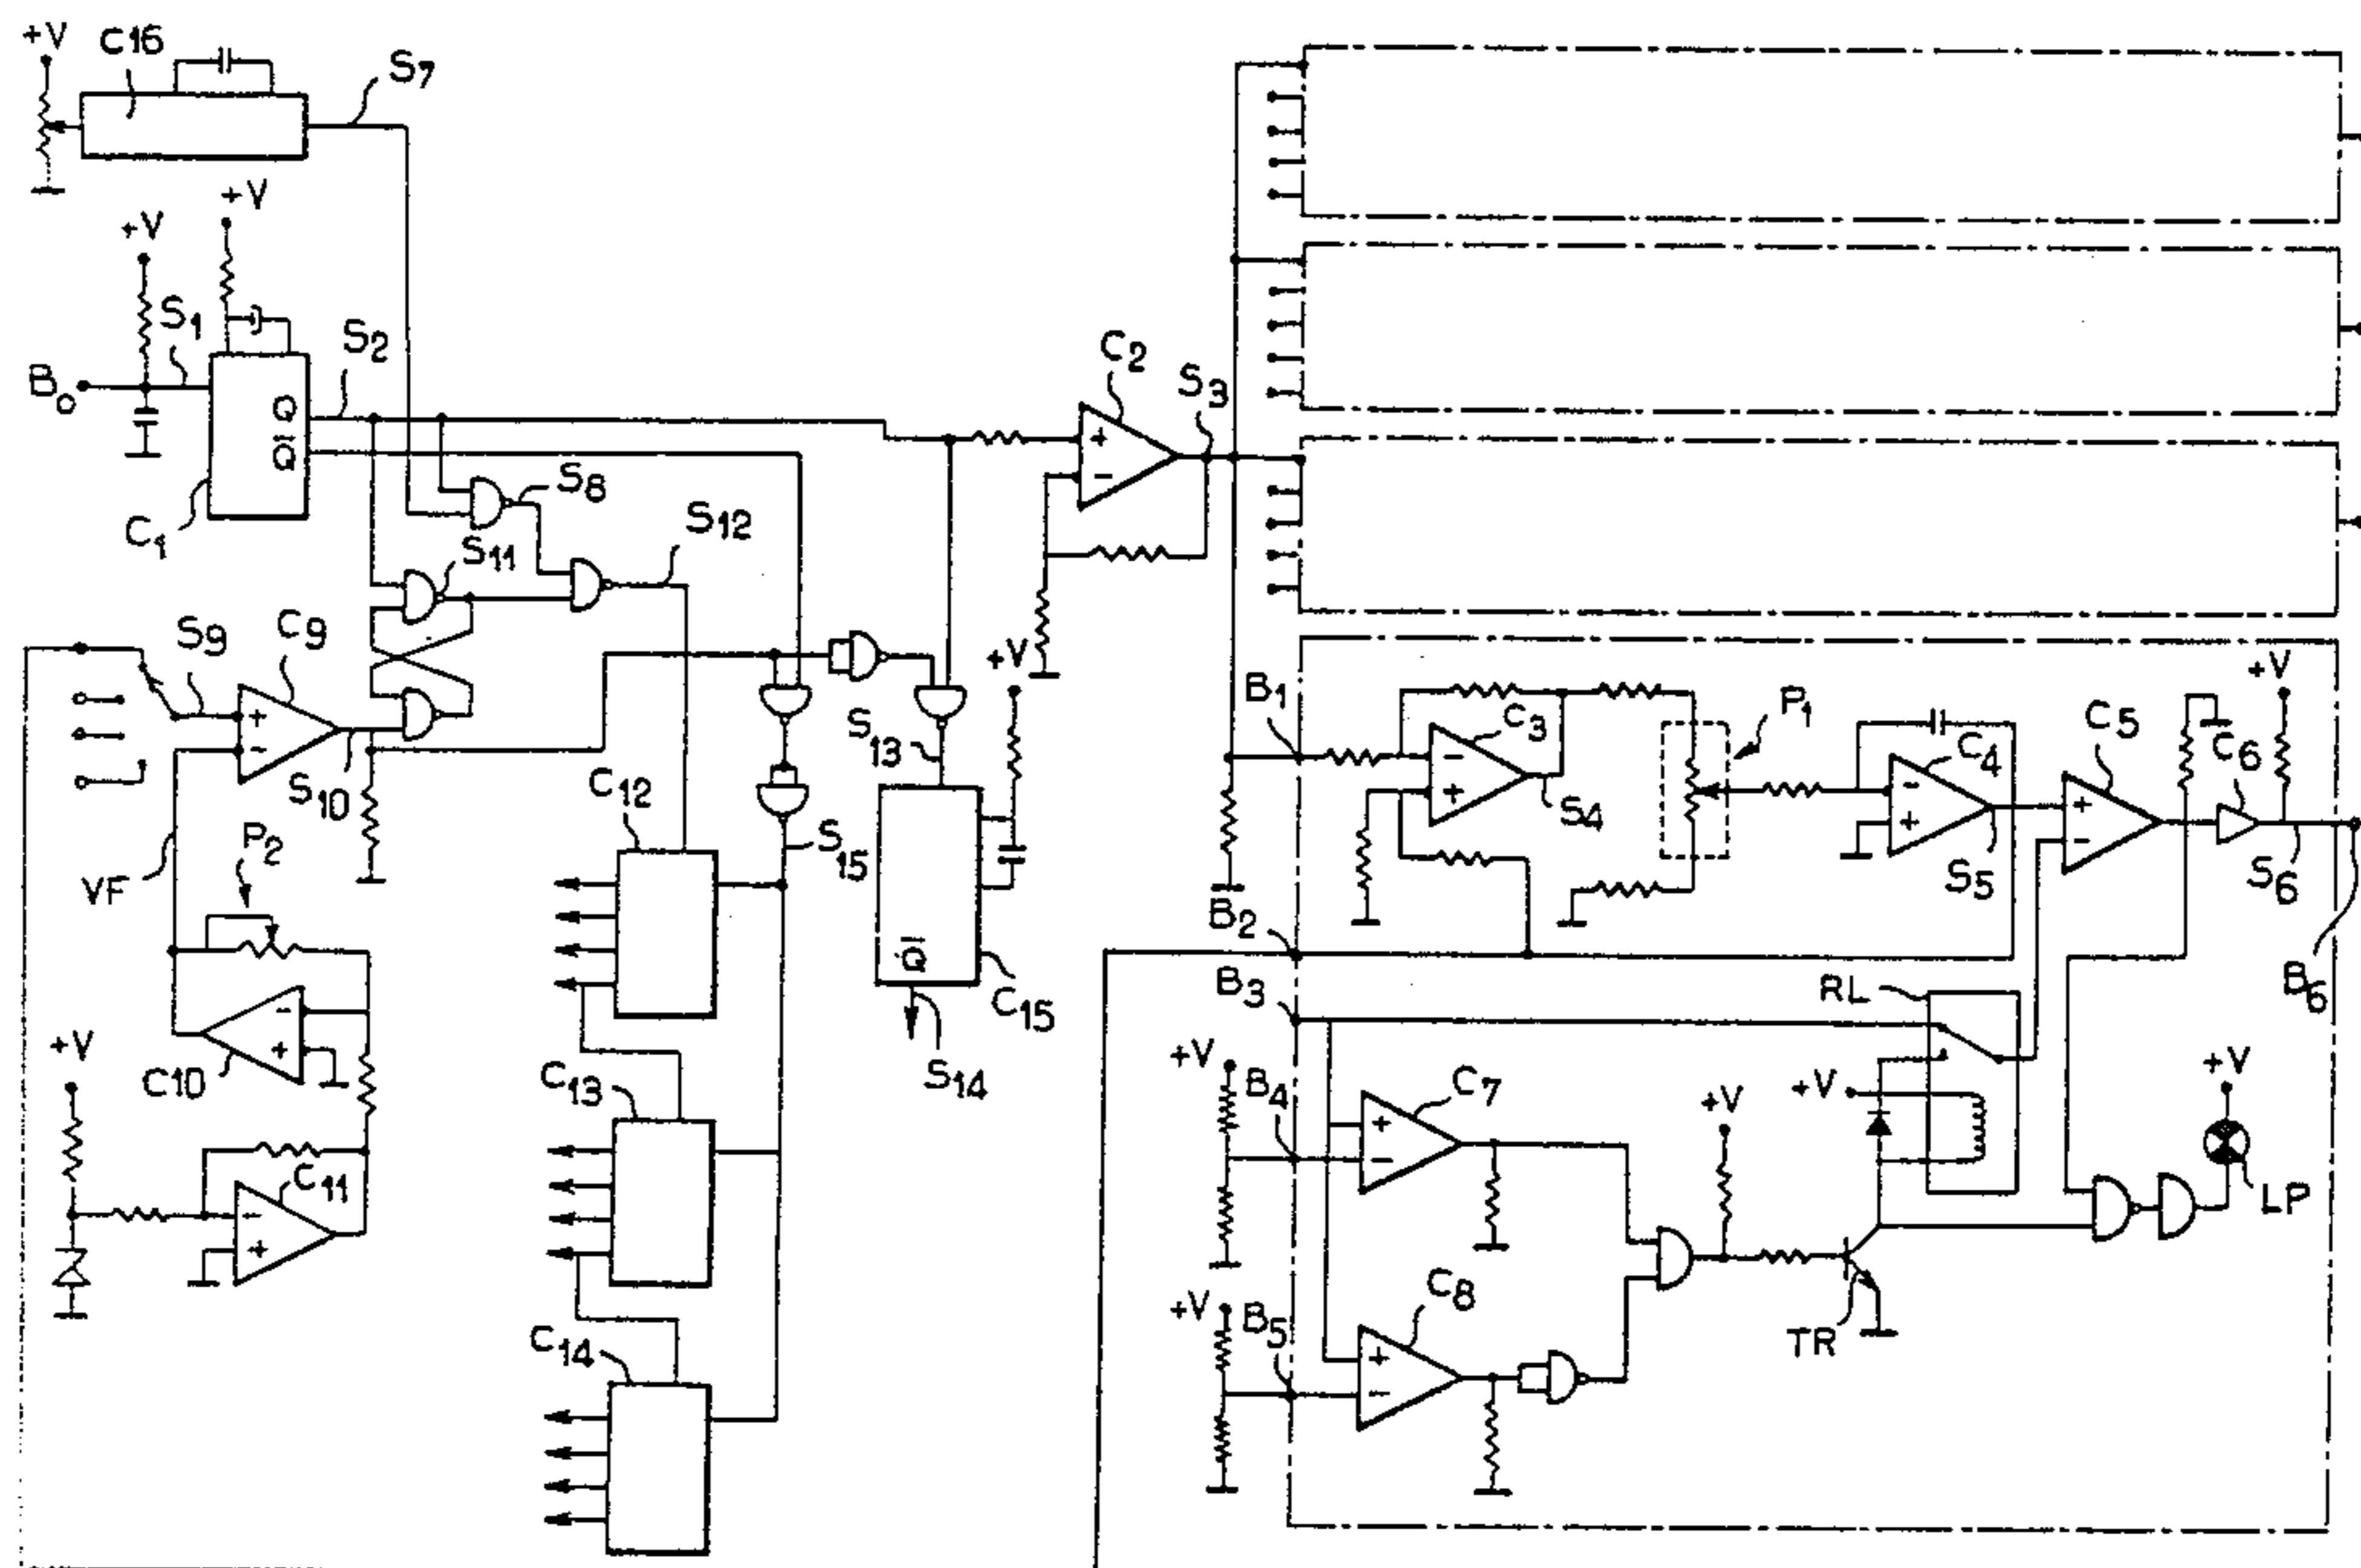 +V C16 S7
+V
+V
S1 S2
B0
Q
Q̅
C1
S8
S11 S12
C2
+
−
S3
S9 C9
+
−
S10
+V
S13
VF
P2
C12
S15
Q̅
C15
S14
−
+
C10
+V
C13
C11
−
+
C14
B1
C3
−
+
S4
P1
C4
−
+
S5
C5
+
−
C6
+V
S6
B6
B2
B3
RL
+V
B4
C7
+
−
+V
+V
+V
LP
+V
B5
C8
+
−
TR